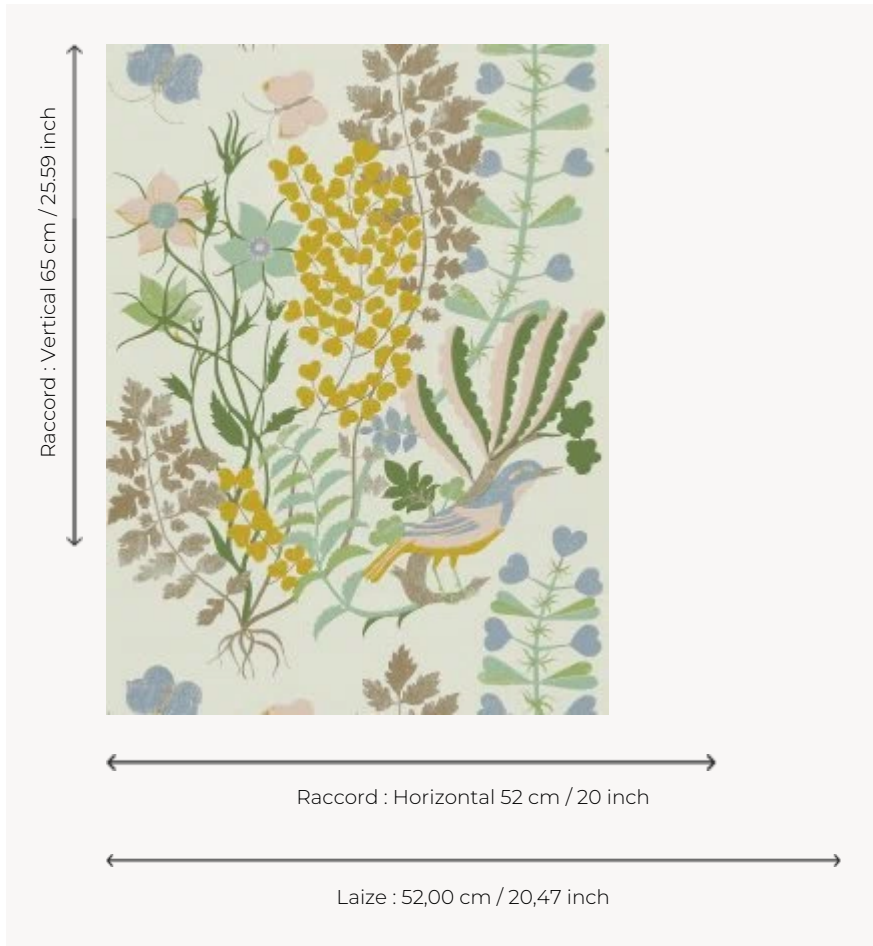 Raccord : Vertical 65 cm / 25.59 inch
Raccord : Horizontal 52 cm / 20 inch
Laize : 52,00 cm / 20,47 inch